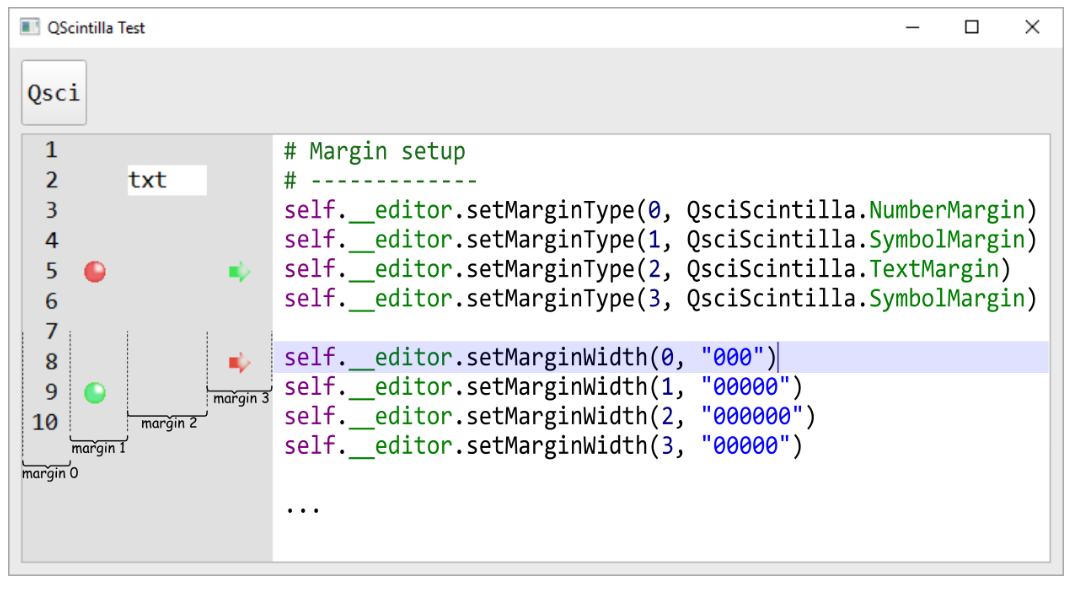 QScintilla Test
Qsci
1 # Margin setup
2 txt # -------------
3 self.__editor.setMarginType(0, QsciScintilla.NumberMargin)
4 self.__editor.setMarginType(1, QsciScintilla.SymbolMargin)
5 self.__editor.setMarginType(2, QsciScintilla.TextMargin)
6 self.__editor.setMarginType(3, QsciScintilla.SymbolMargin)
7
8 self.__editor.setMarginWidth(0, "000")
9 self.__editor.setMarginWidth(1, "00000")
margin 3
10 self.__editor.setMarginWidth(2, "000000")
margin 2
self.__editor.setMarginWidth(3, "00000")
margin 1
margin 0
...